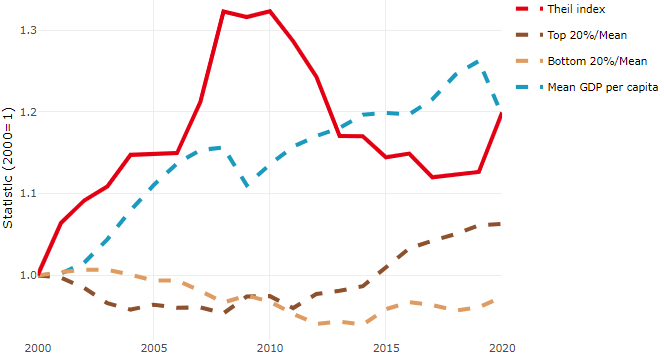 Theil index
Top 20%/Mean
Bottom 20%/Mean
Mean GDP per capita
Statistic (2000=1)
1.3
1.2
1.1
1.0
2000 2005 2010 2015 2020